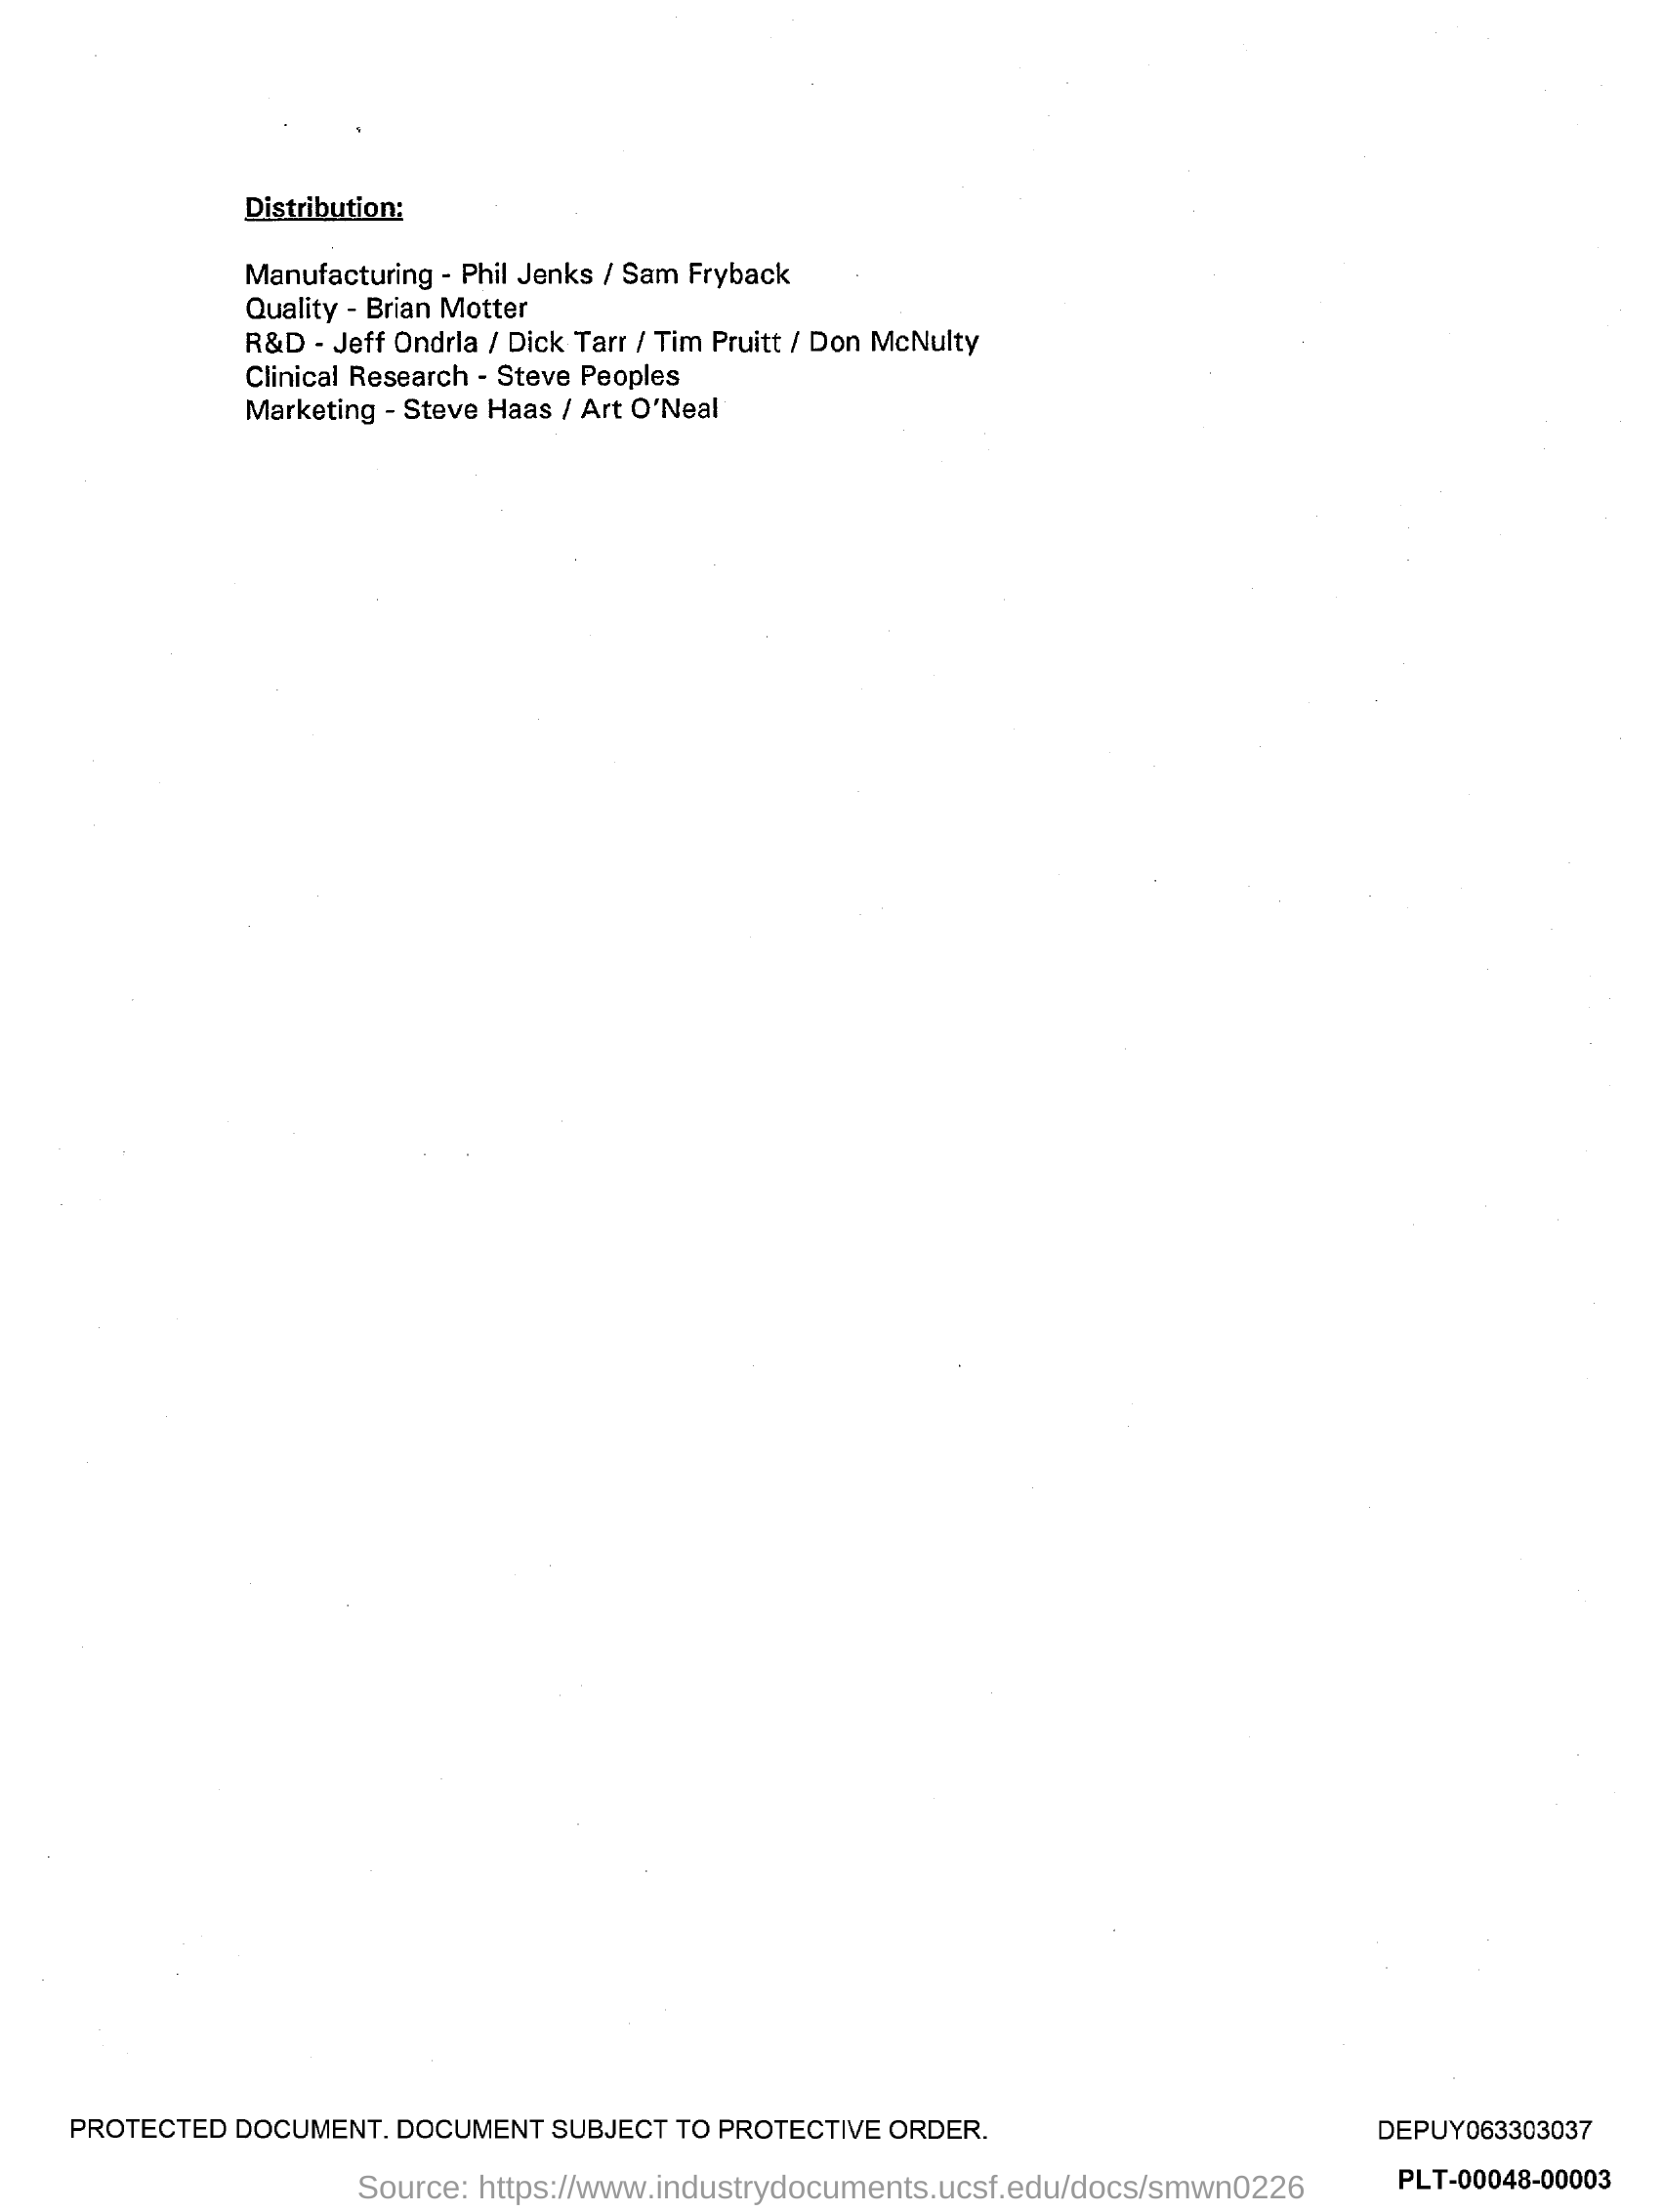 Distribution:
Manufacturing - Phil Jenks / Sam Fryback
Quality - Brian Motter
R&D - Jeff Ondrla / Dick Tarr / Tim Pruitt / Don McNulty
Clinical Research - Steve Peoples
Marketing - Steve Haas / Art O'Neal
PROTECTED DOCUMENT. DOCUMENT SUBJECT TO PROTECTIVE ORDER.
DEPUY063303037
Source: https://www.industrydocuments.ucsf.edu/docs/smwn0226
PLT-00048-00003